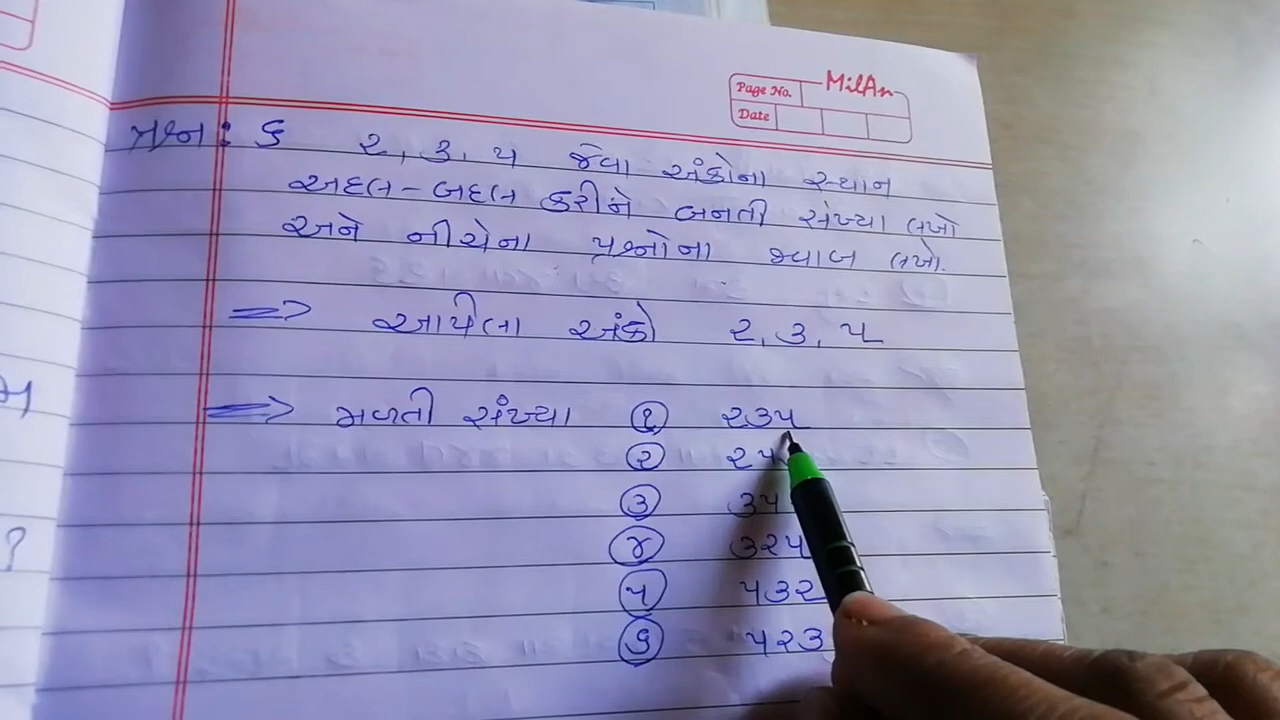 Page No.
MilAn
Date
પ્રશ્ન : ૬ ૨, ૩, ૫ જેવા અંકોના સ્થાન
અદલ-બદલ કરીને બનતી સંખ્યા લખો
અને નીચેના પ્રશ્નોના જવાબ લખો.
⇒ આપેલા અંકો ૨, ૩, ૫
⇒ મળતી સંખ્યા ૧ ૨૩૫
૨ ૨૫
૩ ૩૫
૪ ૩૨૫
૫ ૫૩૨
૬ ૫૨૩
?